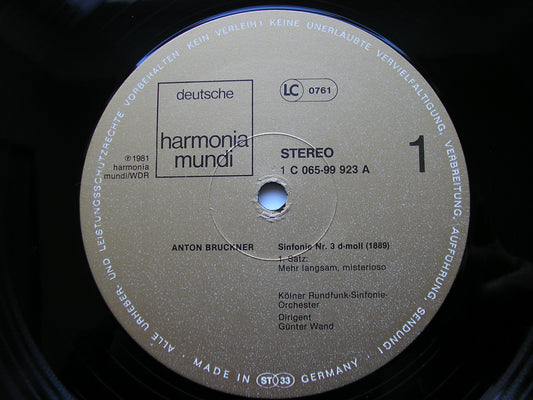 ALLE URHEBER- UND LEISTUNGSSCHUTZRECHTE VORBEHALTEN KEIN VERLEIH! KEINE UNERLAUBTE VERVIELFÄLTIGUNG, VERBREITUNG, AUFFÜHRUNG, SENDUNG!
deutsche
harmonia
mundi
LC 0761
℗ 1981
harmonia
mundi/WDR
STEREO
1 C 065-99 923 A
1
ANTON BRUCKNER
Sinfonie Nr. 3 d-moll (1889)
1. Satz:
Mehr langsam, misterioso
Kölner Rundfunk-Sinfonie-
Orchester
Dirigent
Günter Wand
MADE IN ST 33 GERMANY